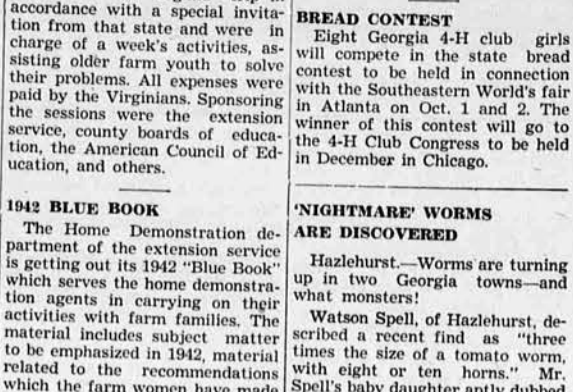 accordance with a special invita-
tion from that state and were in
charge of a week's activities, as-
sisting older farm youth to solve
their problems. All expenses were
paid by the Virginians. Sponsoring
the sessions were the extension
service, county boards of educa-
tion, the American Council of Ed-
ucation, and others.
1942 BLUE BOOK
The Home Demonstration de-
partment of the extension service
is getting out its 1942 "Blue Book"
which serves the home demonstra-
tion agents in carrying on their
activities with farm families. The
material includes subject matter
to be emphasized in 1942, material
related to the recommendations
which the farm women have made
BREAD CONTEST
Eight Georgia 4-H club girls
will compete in the state bread
contest to be held in connection
with the Southeastern World's fair
in Atlanta on Oct. 1 and 2. The
winner of this contest will go to
the 4-H Club Congress to be held
in December in Chicago.
'NIGHTMARE' WORMS
ARE DISCOVERED
Hazlehurst.—Worms are turning
up in two Georgia towns—and
what monsters!
Watson Spell, of Hazlehurst, de-
scribed a recent find as "three
times the size of a tomato worm,
with eight or ten horns." Mr.
Spell's baby daughter aptly dubbed